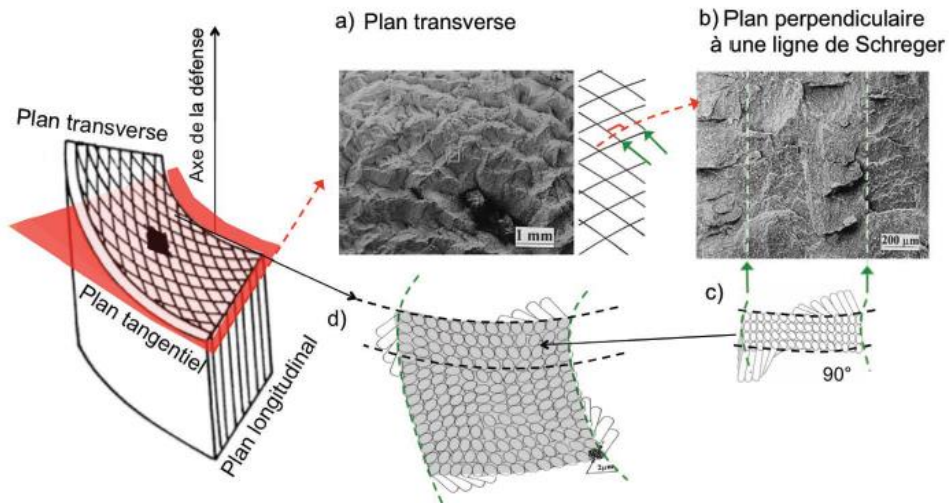 a) Plan transverse
b) Plan perpendiculaire
à une ligne de Schreger
Axe de la défense
Plan transverse
Plan tangentiel
Plan longitudinal
1 mm
200 µm
c)
90°
d)
2µm